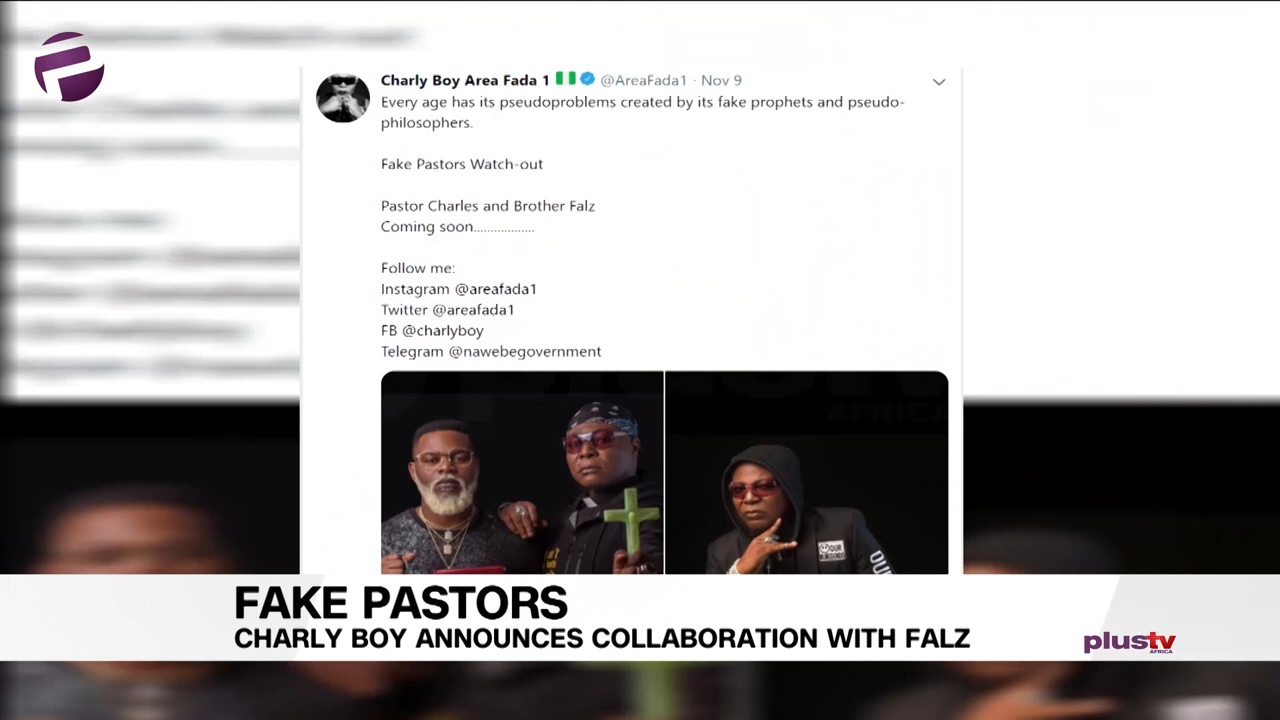 Charly Boy Area Fada 1 @AreaFada1 · Nov 9
Every age has its pseudoproblems created by its fake prophets and pseudo-
philosophers.
Fake Pastors Watch-out
Pastor Charles and Brother Falz
Coming soon..................
Follow me:
Instagram @areafada1
Twitter @areafada1
FB @charlyboy
Telegram @nawebegovernment
AFRICA
OUR
FAKE PASTORS
CHARLY BOY ANNOUNCES COLLABORATION WITH FALZ
plustv
AFRICA